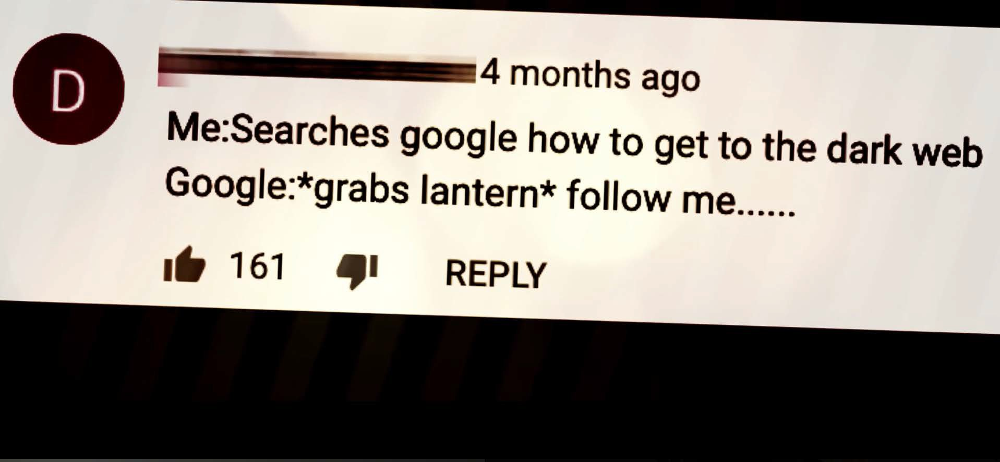 D
4 months ago
Me:Searches google how to get to the dark web
Google:*grabs lantern* follow me......
161
REPLY